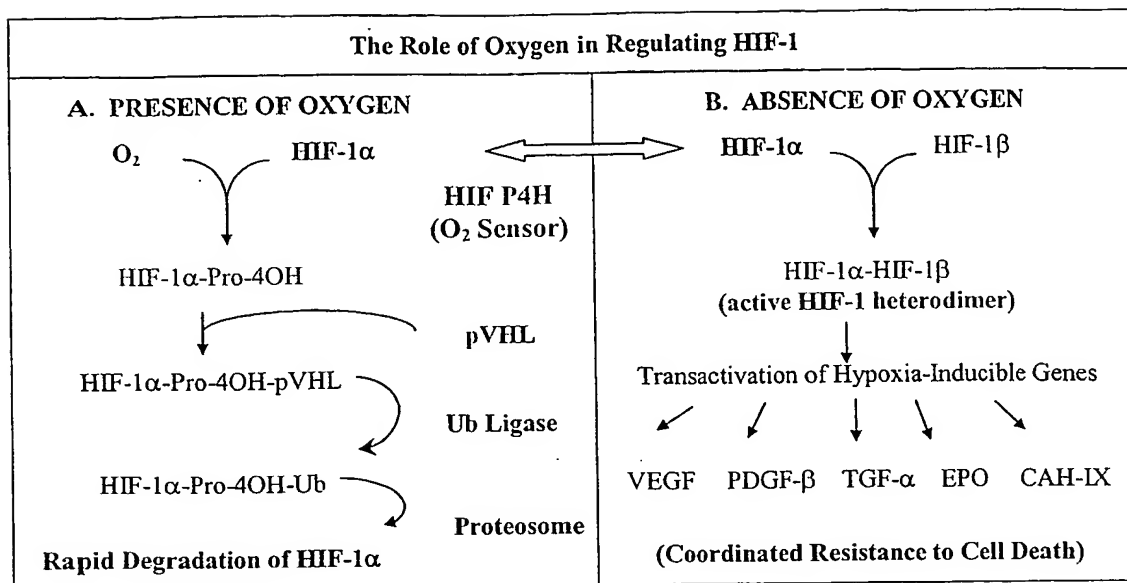 The Role of Oxygen in Regulating HIF-1
A. PRESENCE OF OXYGEN
O2
HIF-1α
HIF P4H
(O2 Sensor)
HIF-1α-Pro-4OH
pVHL
HIF-1α-Pro-4OH-pVHL
Ub Ligase
HIF-1α-Pro-4OH-Ub
Proteosome
Rapid Degradation of HIF-1α
B. ABSENCE OF OXYGEN
HIF-1α
HIF-1β
HIF-1α-HIF-1β
(active HIF-1 heterodimer)
Transactivation of Hypoxia-Inducible Genes
VEGF PDGF-β TGF-α EPO CAH-IX
(Coordinated Resistance to Cell Death)